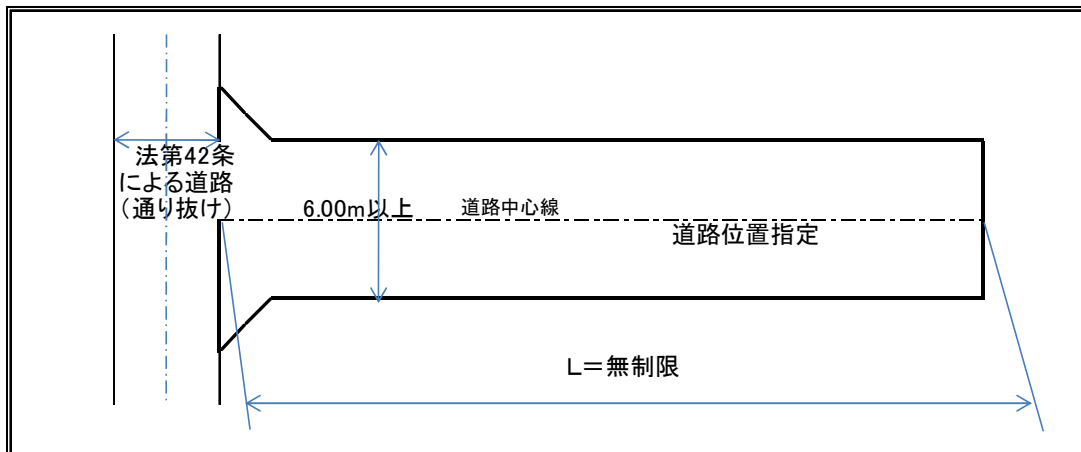 法第42条
による道路
（通り抜け）
6.00m以上
道路中心線
道路位置指定
L＝無制限